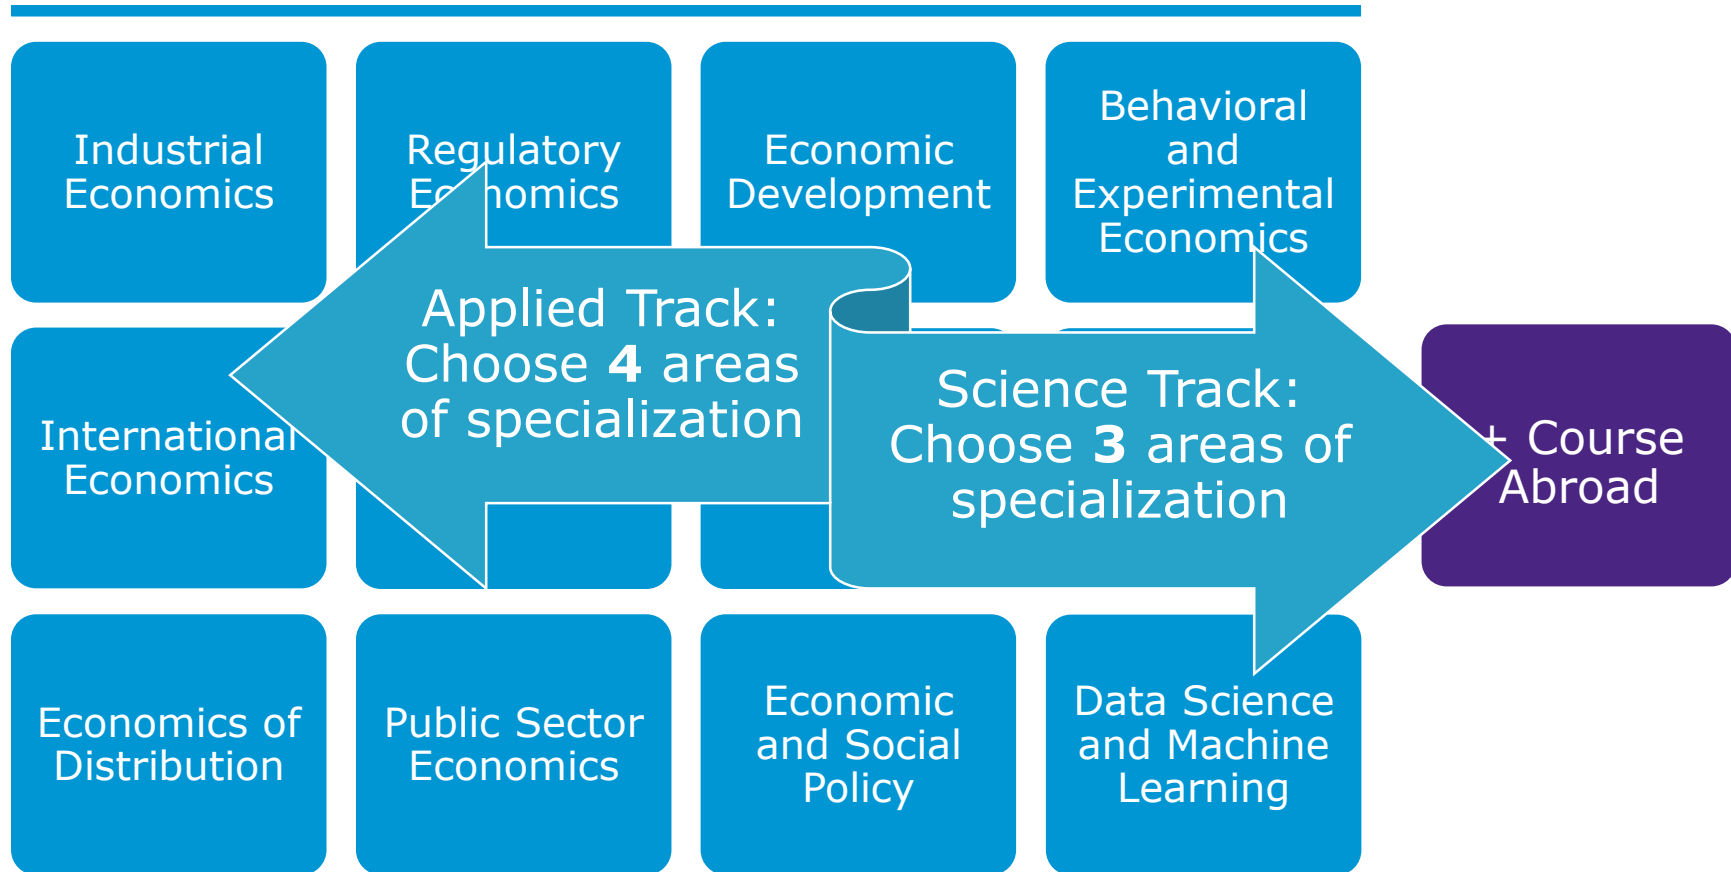 Industrial
Economics
Regulatory
Economics
Economic
Development
Behavioral
and
Experimental
Economics
Applied Track:
Choose 4 areas
of specialization
Science Track:
Choose 3 areas of
specialization
International
Economics
+ Course
Abroad
Economics of
Distribution
Public Sector
Economics
Economic
and Social
Policy
Data Science
and Machine
Learning